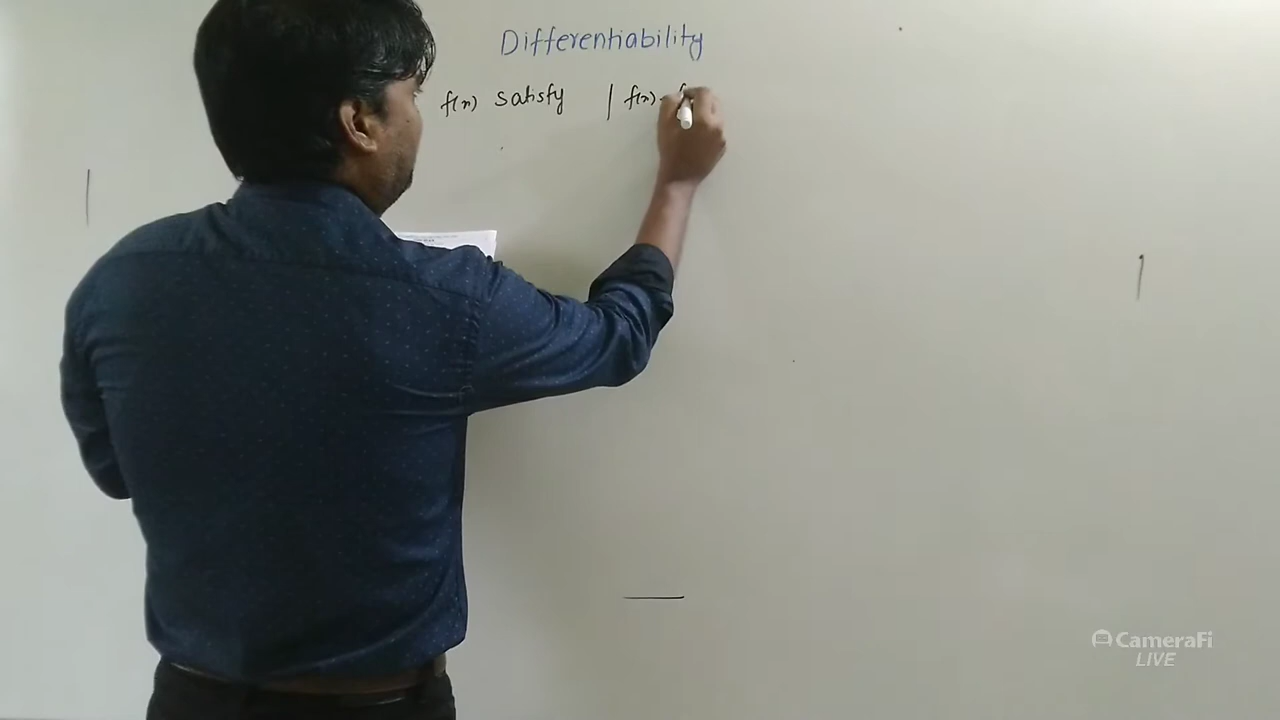 Differentiability
f(x) satisfy | f(x) - f
CameraFi
LIVE